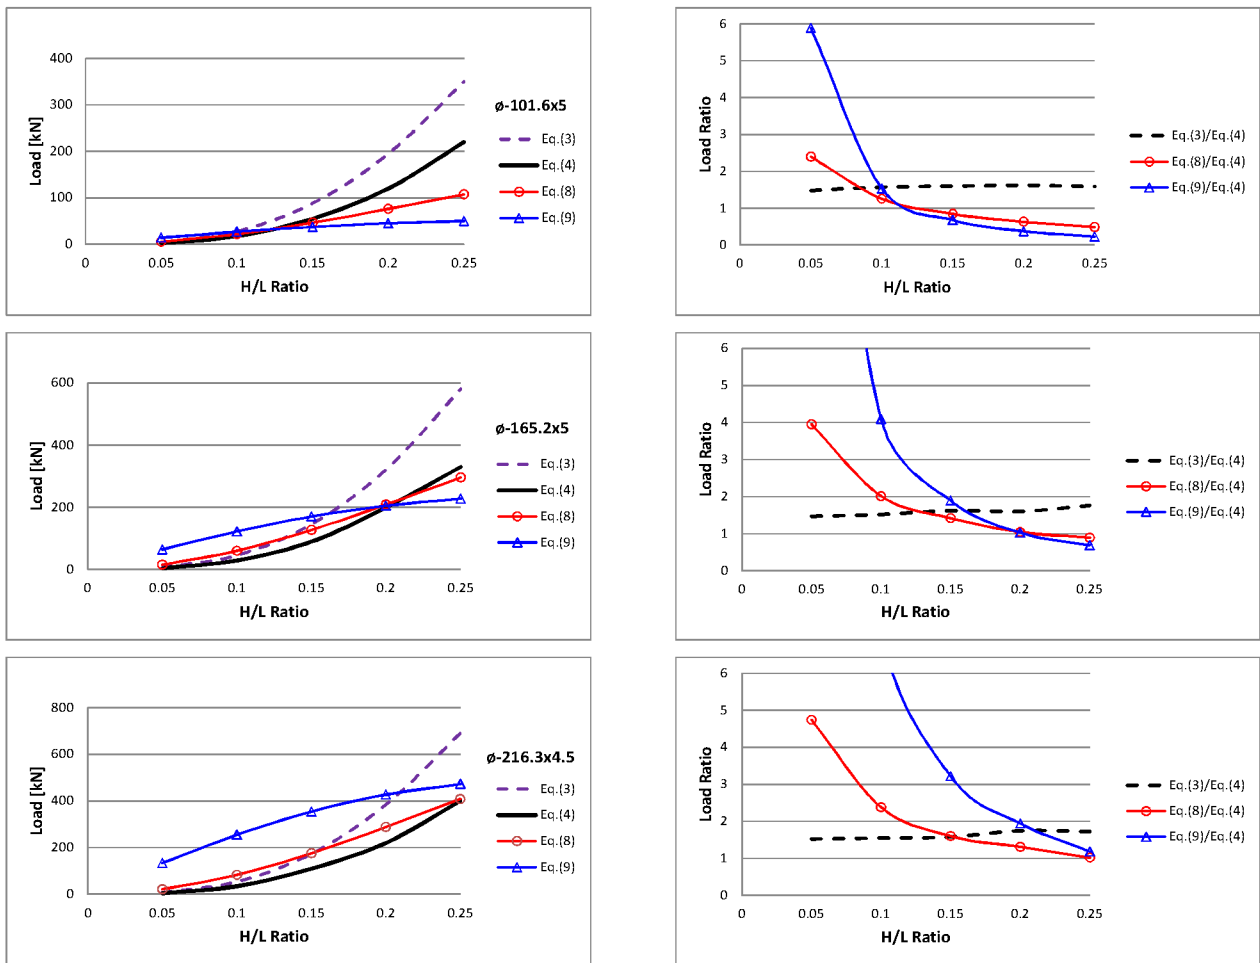 400
300
200
100
0
Load [kN]
0 0.05 0.1 0.15 0.2 0.25
H/L Ratio
ø-101.6x5
Eq.(3)
Eq.(4)
Eq.(8)
Eq.(9)
6
5
4
3
2
1
0
Load Ratio
0 0.05 0.1 0.15 0.2 0.25
H/L Ratio
Eq.(3)/Eq.(4)
Eq.(8)/Eq.(4)
Eq.(9)/Eq.(4)
600
400
200
0
Load [kN]
0 0.05 0.1 0.15 0.2 0.25
H/L Ratio
ø-165.2x5
Eq.(3)
Eq.(4)
Eq.(8)
Eq.(9)
6
5
4
3
2
1
0
Load Ratio
0 0.05 0.1 0.15 0.2 0.25
H/L Ratio
Eq.(3)/Eq.(4)
Eq.(8)/Eq.(4)
Eq.(9)/Eq.(4)
800
600
400
200
0
Load [kN]
0 0.05 0.1 0.15 0.2 0.25
H/L Ratio
ø-216.3x4.5
Eq.(3)
Eq.(4)
Eq.(8)
Eq.(9)
6
5
4
3
2
1
0
Load Ratio
0 0.05 0.1 0.15 0.2 0.25
H/L Ratio
Eq.(3)/Eq.(4)
Eq.(8)/Eq.(4)
Eq.(9)/Eq.(4)